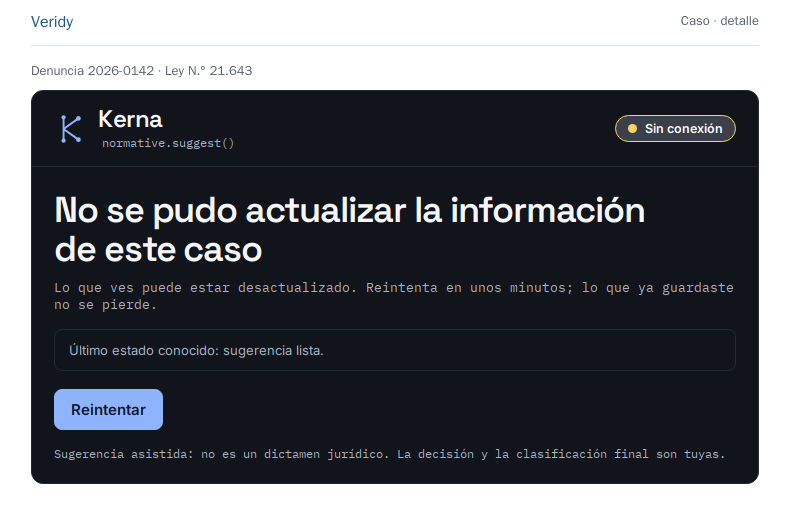 Veridy
Caso · detalle
Denuncia 2026-0142 · Ley N.° 21.643
Kerna
normative.suggest()
Sin conexión
No se pudo actualizar la información
de este caso
Lo que ves puede estar desactualizado. Reintenta en unos minutos; lo que ya guardaste
no se pierde.
Último estado conocido: sugerencia lista.
Reintentar
Sugerencia asistida: no es un dictamen jurídico. La decisión y la clasificación final son tuyas.